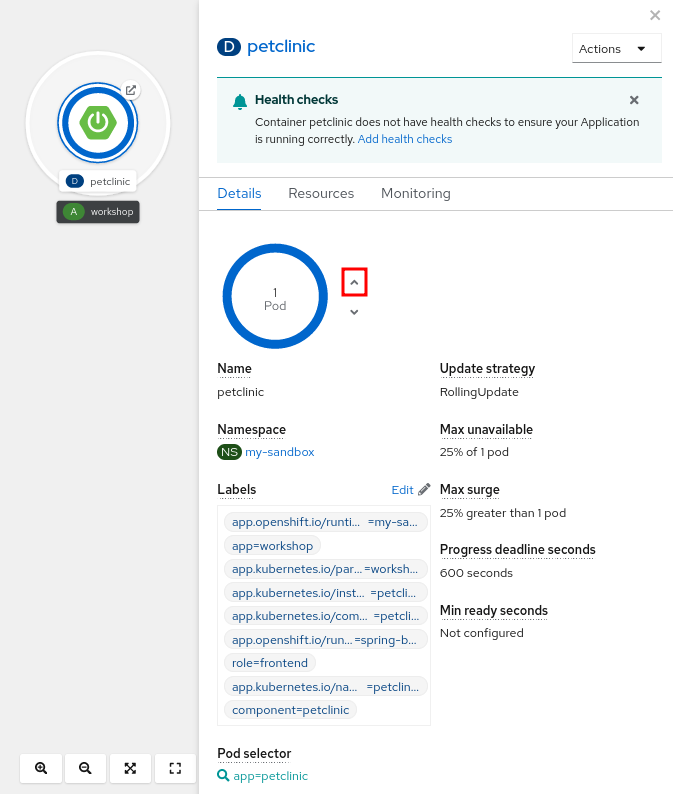 D petclinic
A workshop
D petclinic
Actions
Health checks
Container petclinic does not have health checks to ensure your Application
is running correctly. Add health checks
Details Resources Monitoring
1
Pod
Name
petclinic
Namespace
NS my-sandbox
Labels
Edit
app.openshift.io/runti... =my-sa...
app=workshop
app.kubernetes.io/par...=worksh...
app.kubernetes.io/inst... =petcli...
app.kubernetes.io/com... =petcli...
app.openshift.io/run...=spring-b...
role=frontend
app.kubernetes.io/na... =petclin...
component=petclinic
Pod selector
app=petclinic
Update strategy
RollingUpdate
Max unavailable
25% of 1 pod
Max surge
25% greater than 1 pod
Progress deadline seconds
600 seconds
Min ready seconds
Not configured